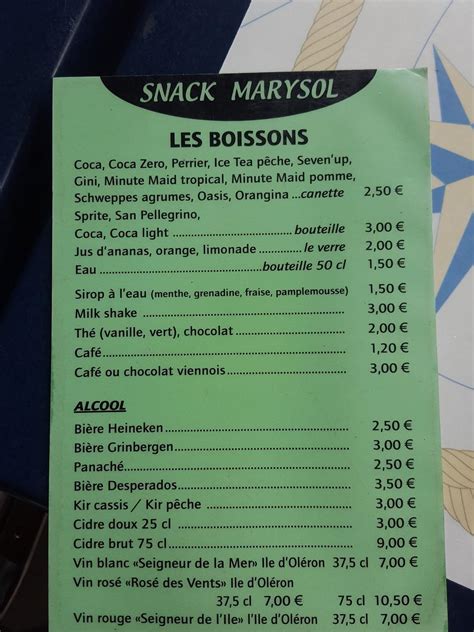 SNACK MARYSOL
LES BOISSONS
Coca, Coca Zero, Perrier, Ice Tea pêche, Seven'up,
Gini, Minute Maid tropical, Minute Maid pomme,
Schweppes agrumes, Oasis, Orangina ...canette 2,50 €
Sprite, San Pellegrino,
Coca, Coca light .............................. bouteille 3,00 €
Jus d'ananas, orange, limonade ........... le verre 2,00 €
Eau ........................................bouteille 50 cl 1,50 €
Sirop à l'eau (menthe, grenadine, fraise, pamplemousse) 1,50 €
Milk shake .................................................. 3,00 €
Thé (vanille, vert), chocolat ........................... 2,00 €
Café............................................................ 1,20 €
Café ou chocolat viennois............................. 3,00 €
ALCOOL
Bière Heineken............................................ 2,50 €
Bière Grinbergen......................................... 3,00 €
Panaché...................................................... 2,50 €
Bière Desperados........................................ 3,50 €
Kir cassis / Kir pêche ................................... 3,00 €
Cidre doux 25 cl ......................................... 3,00 €
Cidre brut 75 cl........................................... 9,00 €
Vin blanc «Seigneur de la Mer» Ile d'Oléron 37,5 cl 7,00 €
Vin rosé «Rosé des Vents» Ile d'Oléron
37,5 cl 7,00 € 75 cl 10,50 €
Vin rouge «Seigneur de l'Ile» l'Ile d'Oléron 37,5 cl 7,00 €